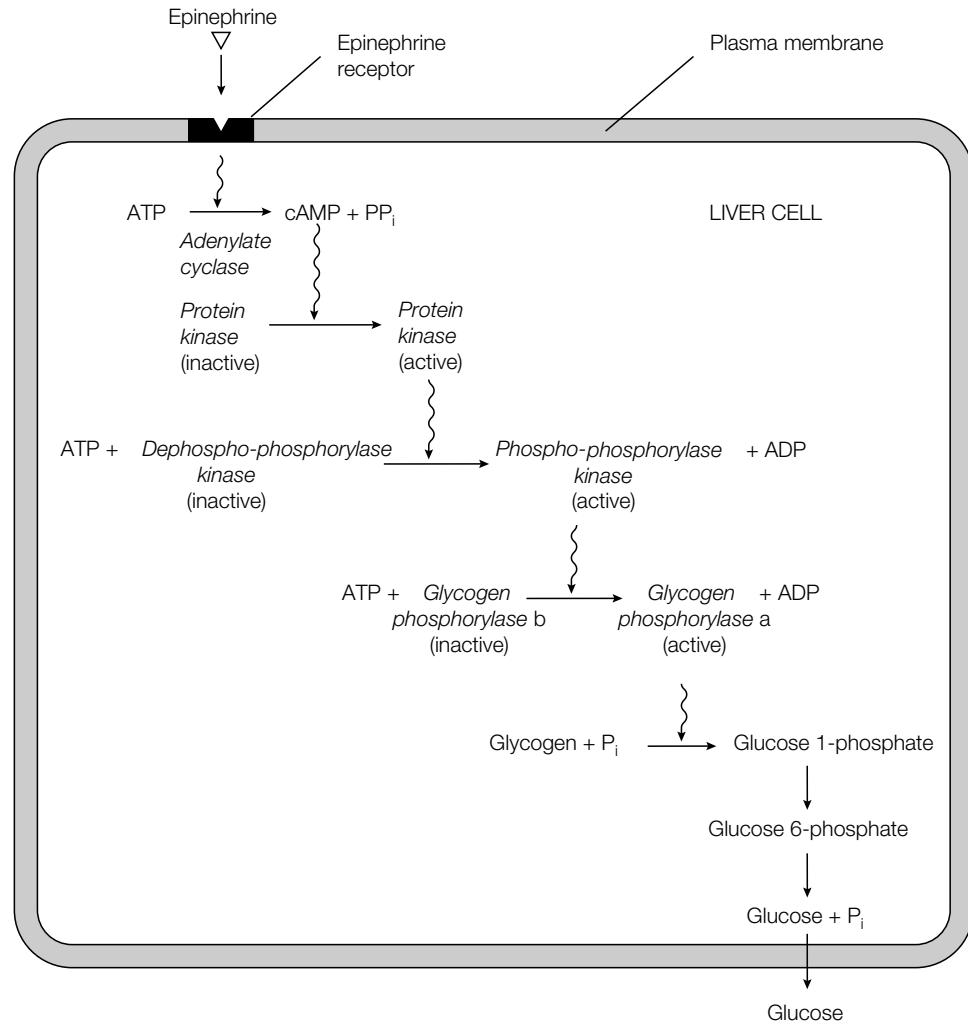 Epinephrine
Epinephrine
receptor
Plasma membrane
ATP
cAMP + PPi
LIVER CELL
Adenylate
cyclase
Protein
kinase
(inactive)
Protein
kinase
(active)
ATP + Dephospho-phosphorylase
kinase
(inactive)
Phospho-phosphorylase + ADP
kinase
(active)
ATP + Glycogen
phosphorylase b
(inactive)
Glycogen + ADP
phosphorylase a
(active)
Glycogen + Pi
Glucose 1-phosphate
Glucose 6-phosphate
Glucose + Pi
Glucose